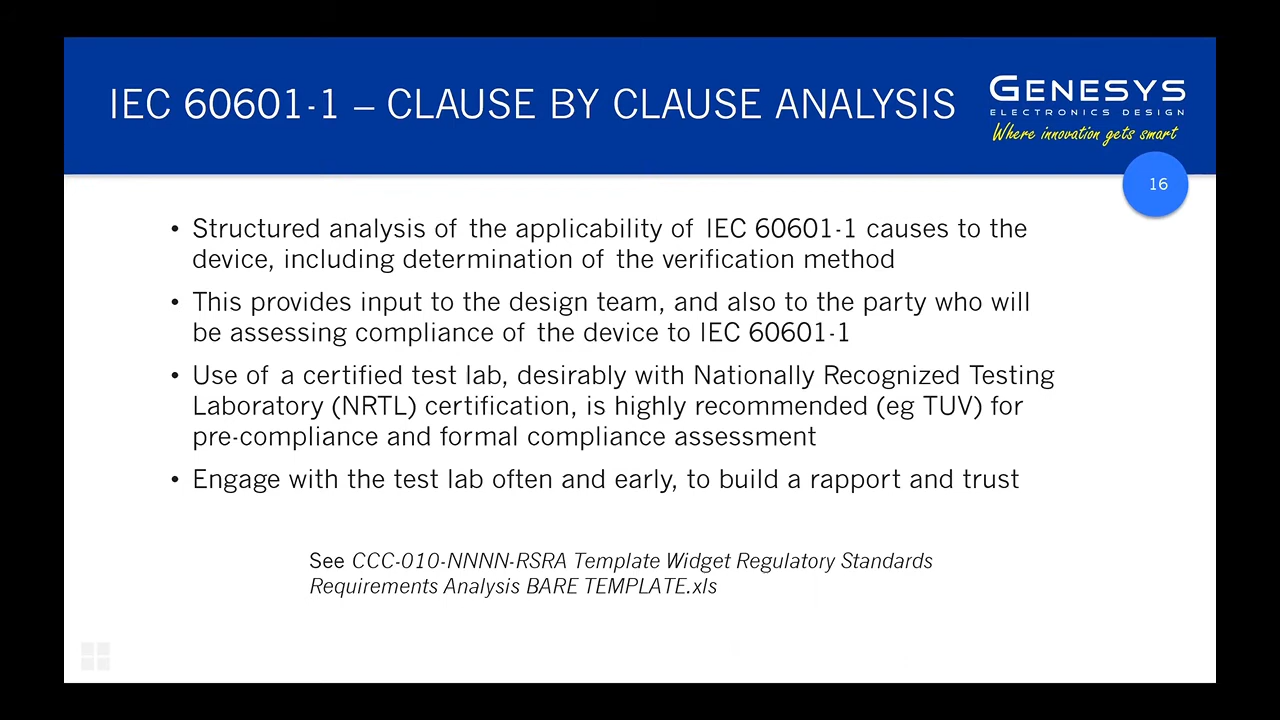 IEC 60601-1 – CLAUSE BY CLAUSE ANALYSIS
GENESYS
ELECTRONICS DESIGN
Where innovation gets smart
16
• Structured analysis of the applicability of IEC 60601-1 causes to the
device, including determination of the verification method
• This provides input to the design team, and also to the party who will
be assessing compliance of the device to IEC 60601-1
• Use of a certified test lab, desirably with Nationally Recognized Testing
Laboratory (NRTL) certification, is highly recommended (eg TUV) for
pre-compliance and formal compliance assessment
• Engage with the test lab often and early, to build a rapport and trust
See CCC-010-NNNN-RSRA Template Widget Regulatory Standards
Requirements Analysis BARE TEMPLATE.xls